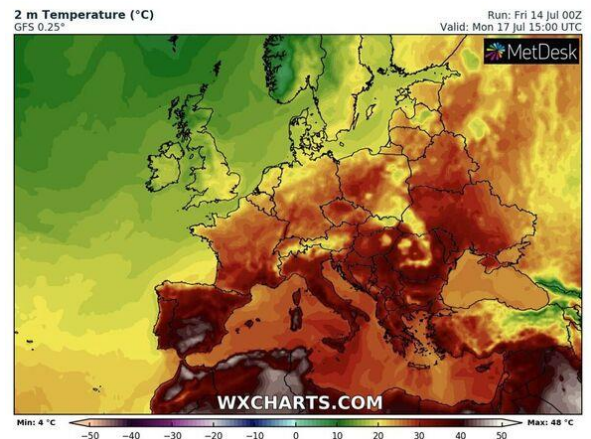 2 m Temperature (°C)
GFS 0.25°
Run: Fri 14 Jul 00Z
Valid: Mon 17 Jul 15:00 UTC
MetDesk
WXCHARTS.COM
Min: 4 °C
−50 −40 −30 −20 −10 0 10 20 30 40 50
Max: 48 °C